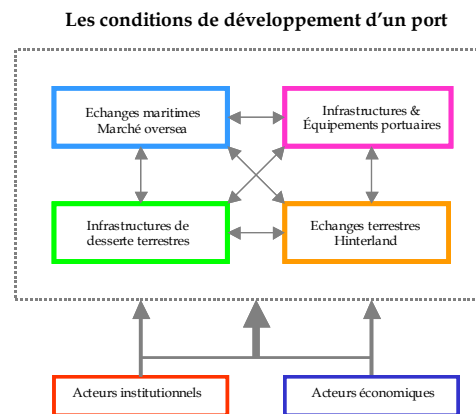 Les conditions de développement d'un port
Echanges maritimes
Marché oversea
Infrastructures &
Équipements portuaires
Infrastructures de
desserte terrestres
Echanges terrestres
Hinterland
Acteurs institutionnels
Acteurs économiques